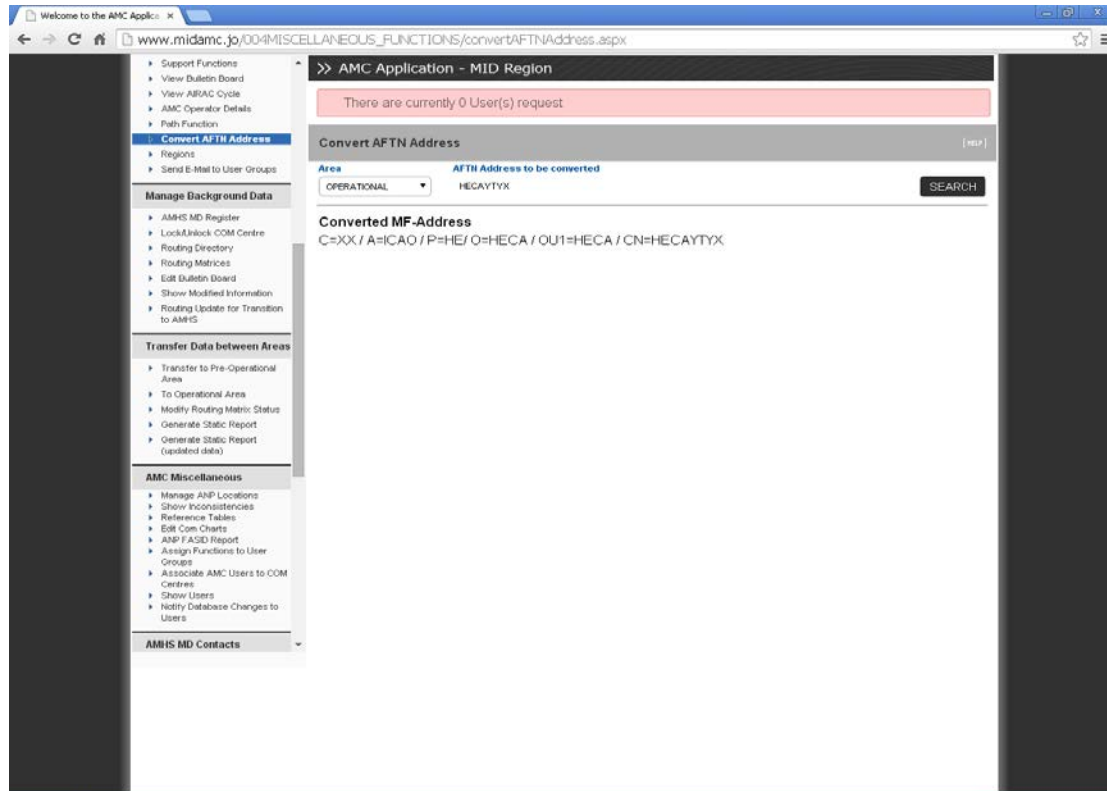 Welcome to the AMC Applica
www.midamc.jo/004MISCELLANEOUS_FUNCTIONS/convertAFTNAddress.aspx
Support Functions
View Bulletin Board
View AIRAC Cycle
AMC Operator Details
Path Function
Convert AFTN Address
Regions
Send E-Mail to User Groups
Manage Background Data
AMHS MD Register
Lock/Unlock COM Centre
Routing Directory
Routing Matrices
Edit Bulletin Board
Show Modified Information
Routing Update for Transition
to AMHS
Transfer Data between Areas
Transfer to Pre-Operational
Area
To Operational Area
Modify Routing Matrix Status
Generate Static Report
Generate Static Report
(updated data)
AMC Miscellaneous
Manage ANP Locations
Show Inconsistencies
Reference Tables
Edit Com Charts
ANP FASID Report
Assign Functions to User
Groups
Associate AMC Users to COM
Centres
Show Users
Notify Database Changes to
Users
AMHS MD Contacts
>> AMC Application - MID Region
There are currently 0 User(s) request
Convert AFTN Address [HELP]
Area AFTN Address to be converted
OPERATIONAL HECAYTYX SEARCH
Converted MF-Address
C=XX / A=ICAO / P=HE/ O=HECA / OU1=HECA / CN=HECAYTYX